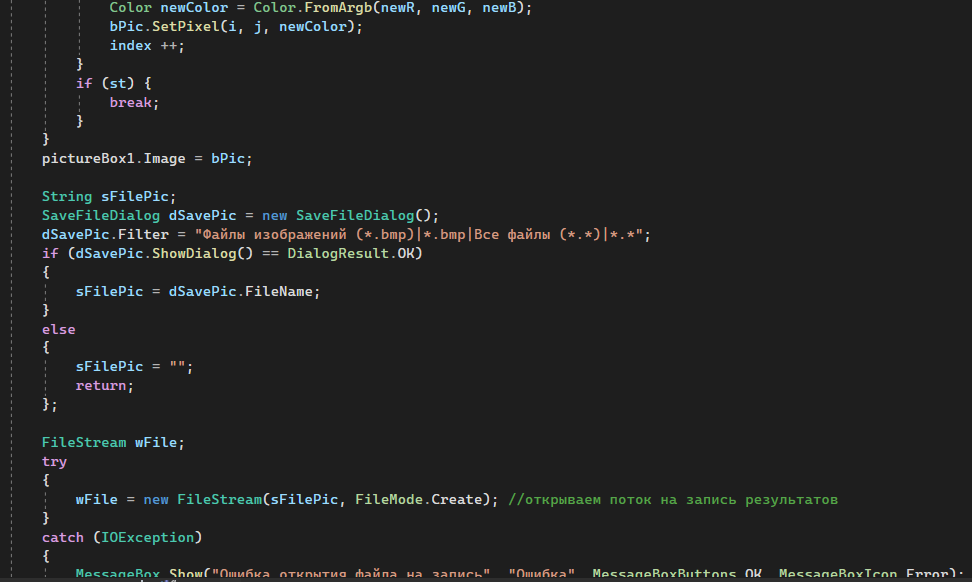 Color newColor = Color.FromArgb(newR, newG, newB);
bPic.SetPixel(i, j, newColor);
index ++;
}
if (st) {
break;
}
}
pictureBox1.Image = bPic;
String sFilePic;
SaveFileDialog dSavePic = new SaveFileDialog();
dSavePic.Filter = "Файлы изображений (*.bmp)|*.bmp|Все файлы (*.*)|*.*";
if (dSavePic.ShowDialog() == DialogResult.OK)
{
sFilePic = dSavePic.FileName;
}
else
{
sFilePic = "";
return;
};
FileStream wFile;
try
{
wFile = new FileStream(sFilePic, FileMode.Create); //открываем поток на запись результатов
}
catch (IOException)
{
MessageBox.Show("Ошибка открытия файла на запись", "Ошибка", MessageBoxButtons.OK, MessageBoxIcon.Error);